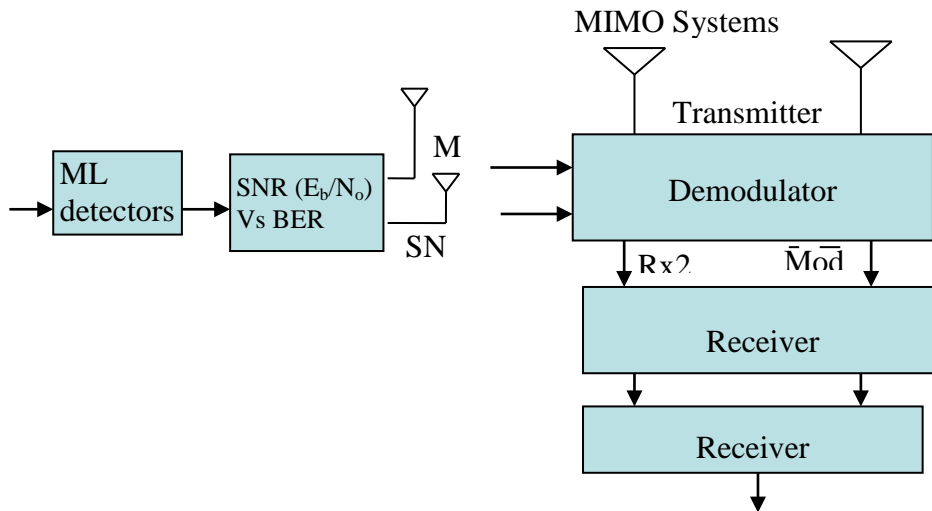 MIMO Systems
Transmitter
ML
detectors
SNR (Eb/No)
Vs BER
M
SN
Demodulator
Rx2
Mod
Receiver
Receiver